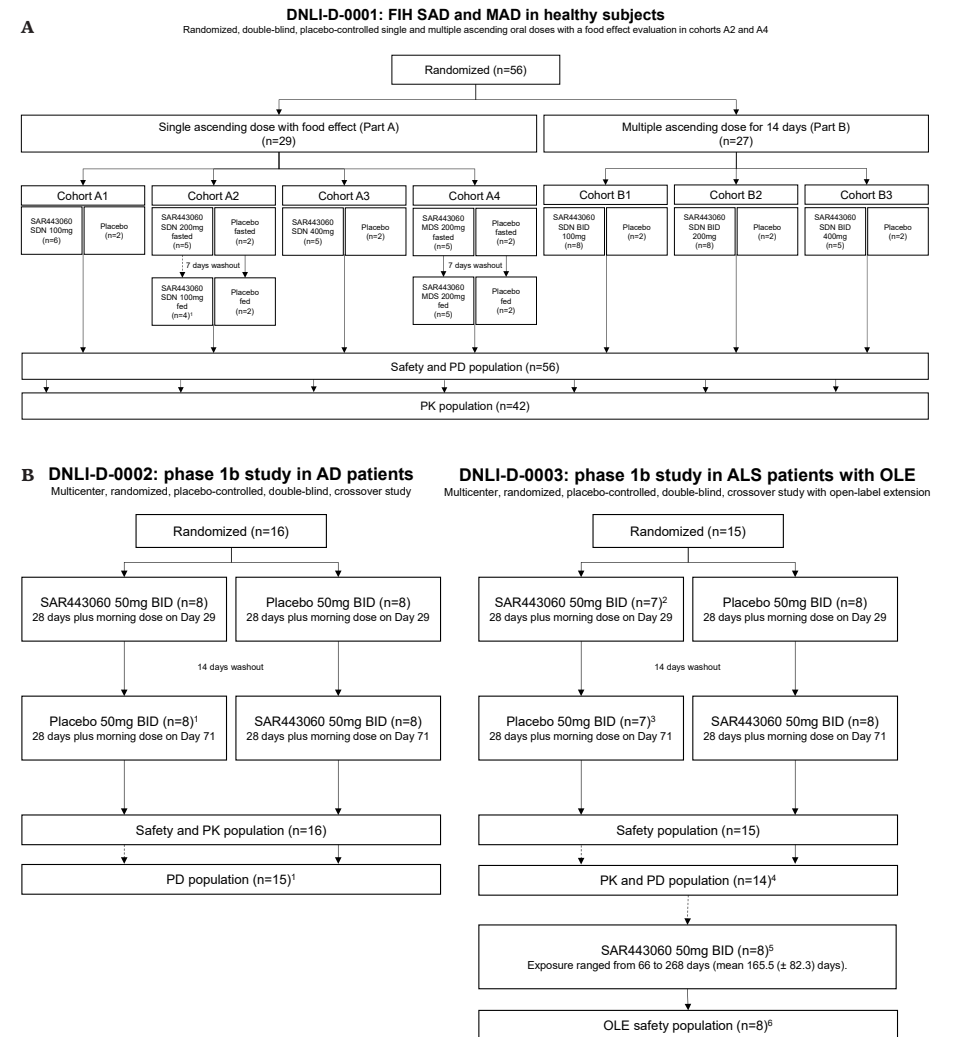 A
DNLI-D-0001: FIH SAD and MAD in healthy subjects
Randomized, double-blind, placebo-controlled single and multiple ascending oral doses with a food effect evaluation in cohorts A2 and A4
Randomized (n=56)
Single ascending dose with food effect (Part A)
(n=29)
Multiple ascending dose for 14 days (Part B)
(n=27)
Cohort A1
SAR443060
SDN 100mg
(n=6)
Placebo
(n=2)
Cohort A2
SAR443060
SDN 200mg
fasted
(n=5)
Placebo
fasted
(n=2)
7 days washout
SAR443060
SDN 100mg
fed
(n=4)¹
Placebo
fed
(n=2)
Cohort A3
SAR443060
SDN 400mg
(n=5)
Placebo
(n=2)
Cohort A4
SAR443060
MDS 200mg
fasted
(n=5)
Placebo
fasted
(n=2)
7 days washout
SAR443060
MDS 200mg
fed
(n=5)
Placebo
fed
(n=2)
Cohort B1
SAR443060
SDN BID
100mg
(n=8)
Placebo
(n=2)
Cohort B2
SAR443060
SDN BID
200mg
(n=8)
Placebo
(n=2)
Cohort B3
SAR443060
SDN BID
400mg
(n=5)
Placebo
(n=2)
Safety and PD population (n=56)
PK population (n=42)
B
DNLI-D-0002: phase 1b study in AD patients
Multicenter, randomized, placebo-controlled, double-blind, crossover study
Randomized (n=16)
SAR443060 50mg BID (n=8)
28 days plus morning dose on Day 29
Placebo 50mg BID (n=8)
28 days plus morning dose on Day 29
14 days washout
Placebo 50mg BID (n=8)¹
28 days plus morning dose on Day 71
SAR443060 50mg BID (n=8)
28 days plus morning dose on Day 71
Safety and PK population (n=16)
PD population (n=15)¹
DNLI-D-0003: phase 1b study in ALS patients with OLE
Multicenter, randomized, placebo-controlled, double-blind, crossover study with open-label extension
Randomized (n=15)
SAR443060 50mg BID (n=7)²
28 days plus morning dose on Day 29
Placebo 50mg BID (n=8)
28 days plus morning dose on Day 29
14 days washout
Placebo 50mg BID (n=7)³
28 days plus morning dose on Day 71
SAR443060 50mg BID (n=8)
28 days plus morning dose on Day 71
Safety population (n=15)
PK and PD population (n=14)⁴
SAR443060 50mg BID (n=8)⁵
Exposure ranged from 66 to 268 days (mean 165.5 (± 82.3) days).
OLE safety population (n=8)⁶